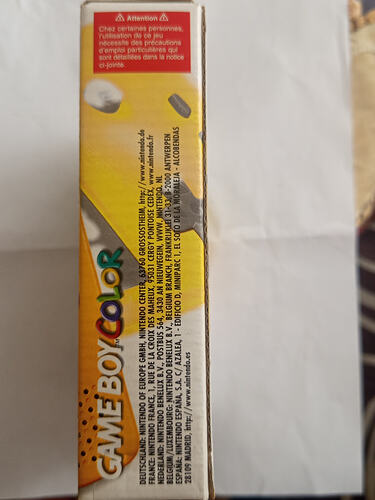 ⚠ Attention ⚠
Chez certaines personnes,
l'utilisation de ce jeu
nécessite des précautions
d'emploi particulières qui
sont détaillées dans la notice
ci-jointe.
GAME BOY COLOR
TM
DEUTSCHLAND: NINTENDO OF EUROPE GMBH, NINTENDO CENTER, 63760 GROSSOSTHEIM, http://www.nintendo.de
FRANCE: NINTENDO FRANCE, 1, RUE DE LA CROIX DES MAHEUX, 95031 CERGY PONTOISE CEDEX, www.nintendo.fr
NEDERLAND: NINTENDO BENELUX B.V., POSTBUS 564, 3430 AN NIEUWEGEIN, WWW.NINTENDO.NL
BELGIUM/LUXEMBOURG: NINTENDO BENELUX B.V., BELGIUM BRANCH, FRANKRIJKLEI 31-33, B-2000 ANTWERPEN
ESPAÑA: NINTENDO ESPAÑA, S.A. C/ AZALEA, 1 - EDIFICIO D, MINIPARC 1, EL SOTO DE LA MORALEJA - ALCOBENDAS
28109 MADRID, http://www.nintendo.es